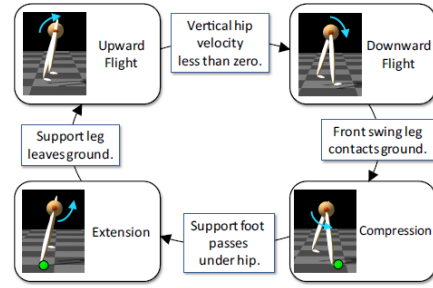 Upward
Flight
Vertical hip
velocity
less than zero.
Downward
Flight
Support leg
leaves ground.
Front swing leg
contacts ground.
Extension
Support foot
passes
under hip.
Compression